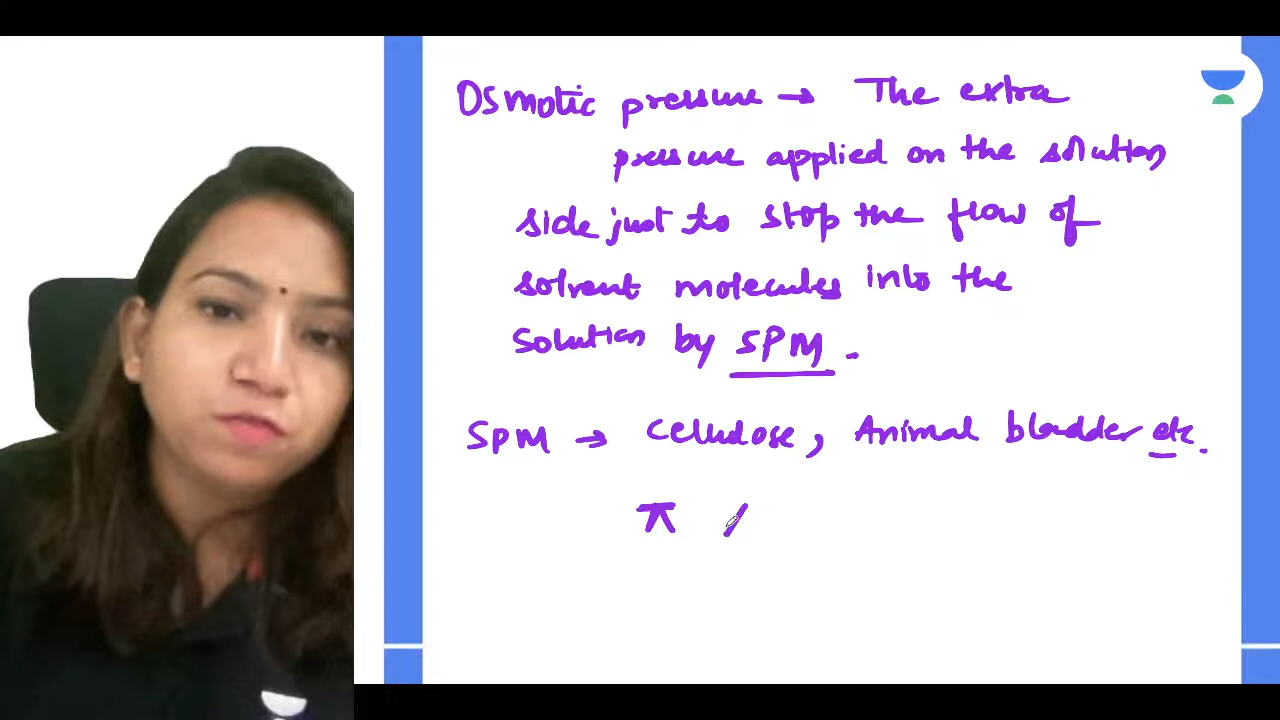 Osmotic pressure → The extra
pressure applied on the solution
side just to stop the flow of
solvent molecules into the
solution by SPM.
SPM → Cellulose, Animal bladder etc.
π /